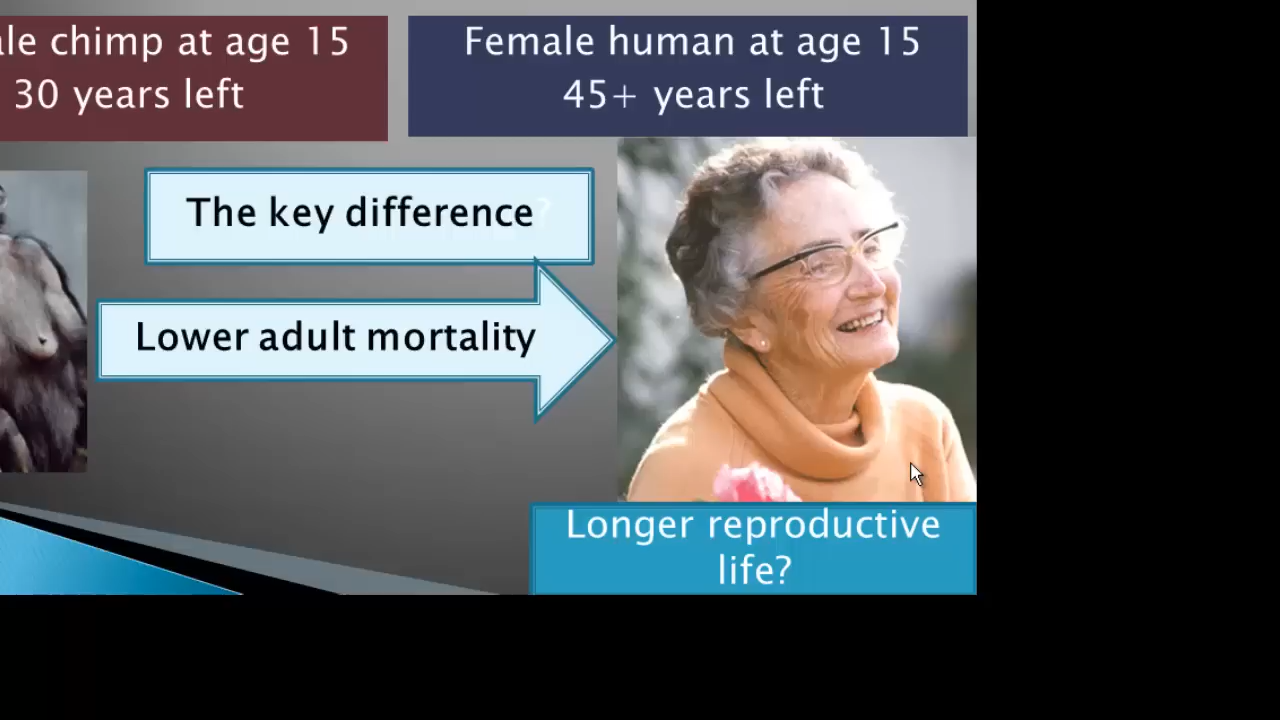 ale chimp at age 15
30 years left
Female human at age 15
45+ years left
The key difference?
Lower adult mortality
Longer reproductive
life?